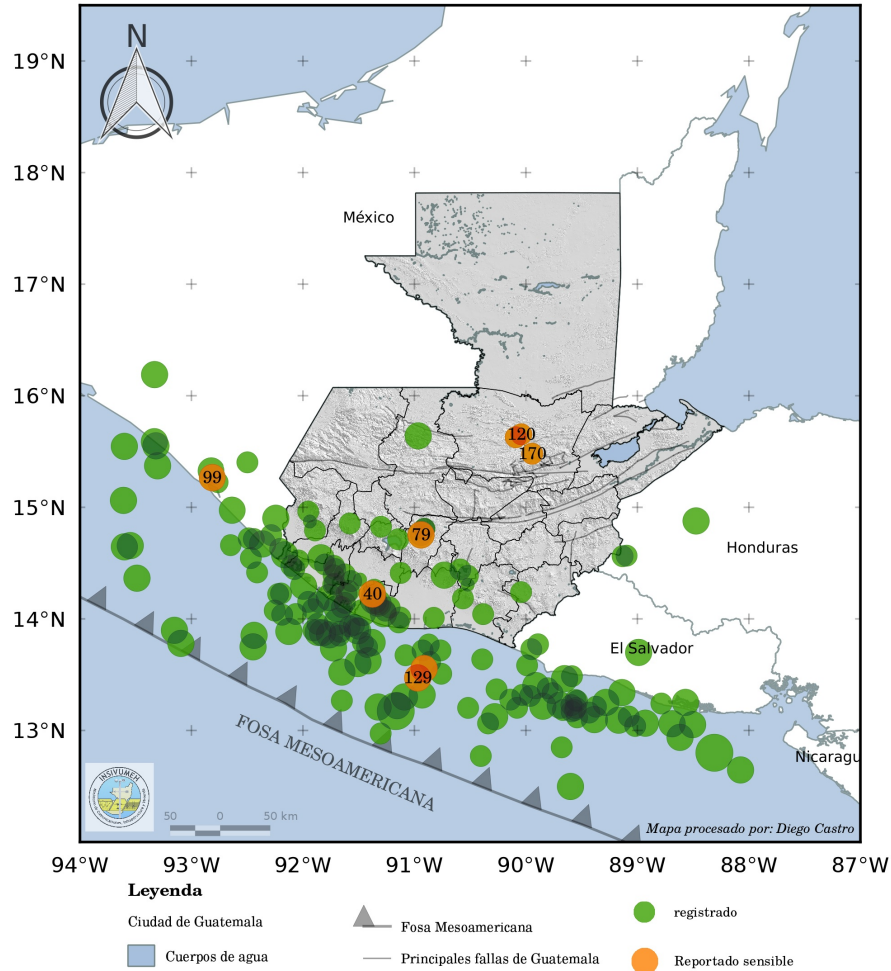 N
19°N
18°N
17°N
16°N
15°N
14°N
13°N
México
120
170
99
79
Honduras
40
El Salvador
129
FOSA MESOAMERICANA
Nicaragu
INSIVUMEH
50 0 50 km
Mapa procesado por: Diego Castro
94°W 93°W 92°W 91°W 90°W 89°W 88°W 87°W
Leyenda
Ciudad de Guatemala
Cuerpos de agua
Fosa Mesoamericana
Principales fallas de Guatemala
registrado
Reportado sensible